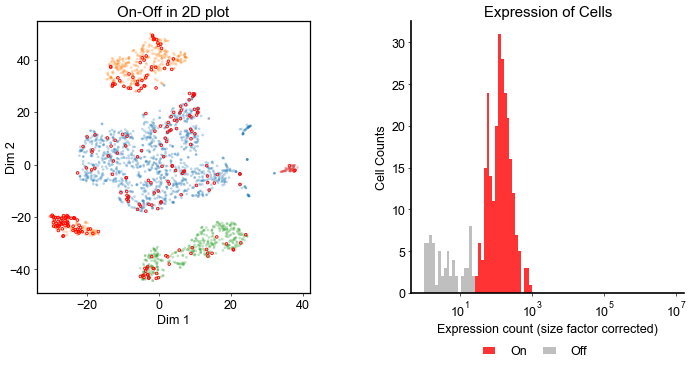 On-Off in 2D plot
40
20
0
−20
−40
Dim 2
−20
0
20
40
Dim 1
Expression of Cells
30
25
20
15
10
5
0
Cell Counts
10^1
10^3
10^5
10^7
Expression count (size factor corrected)
On Off